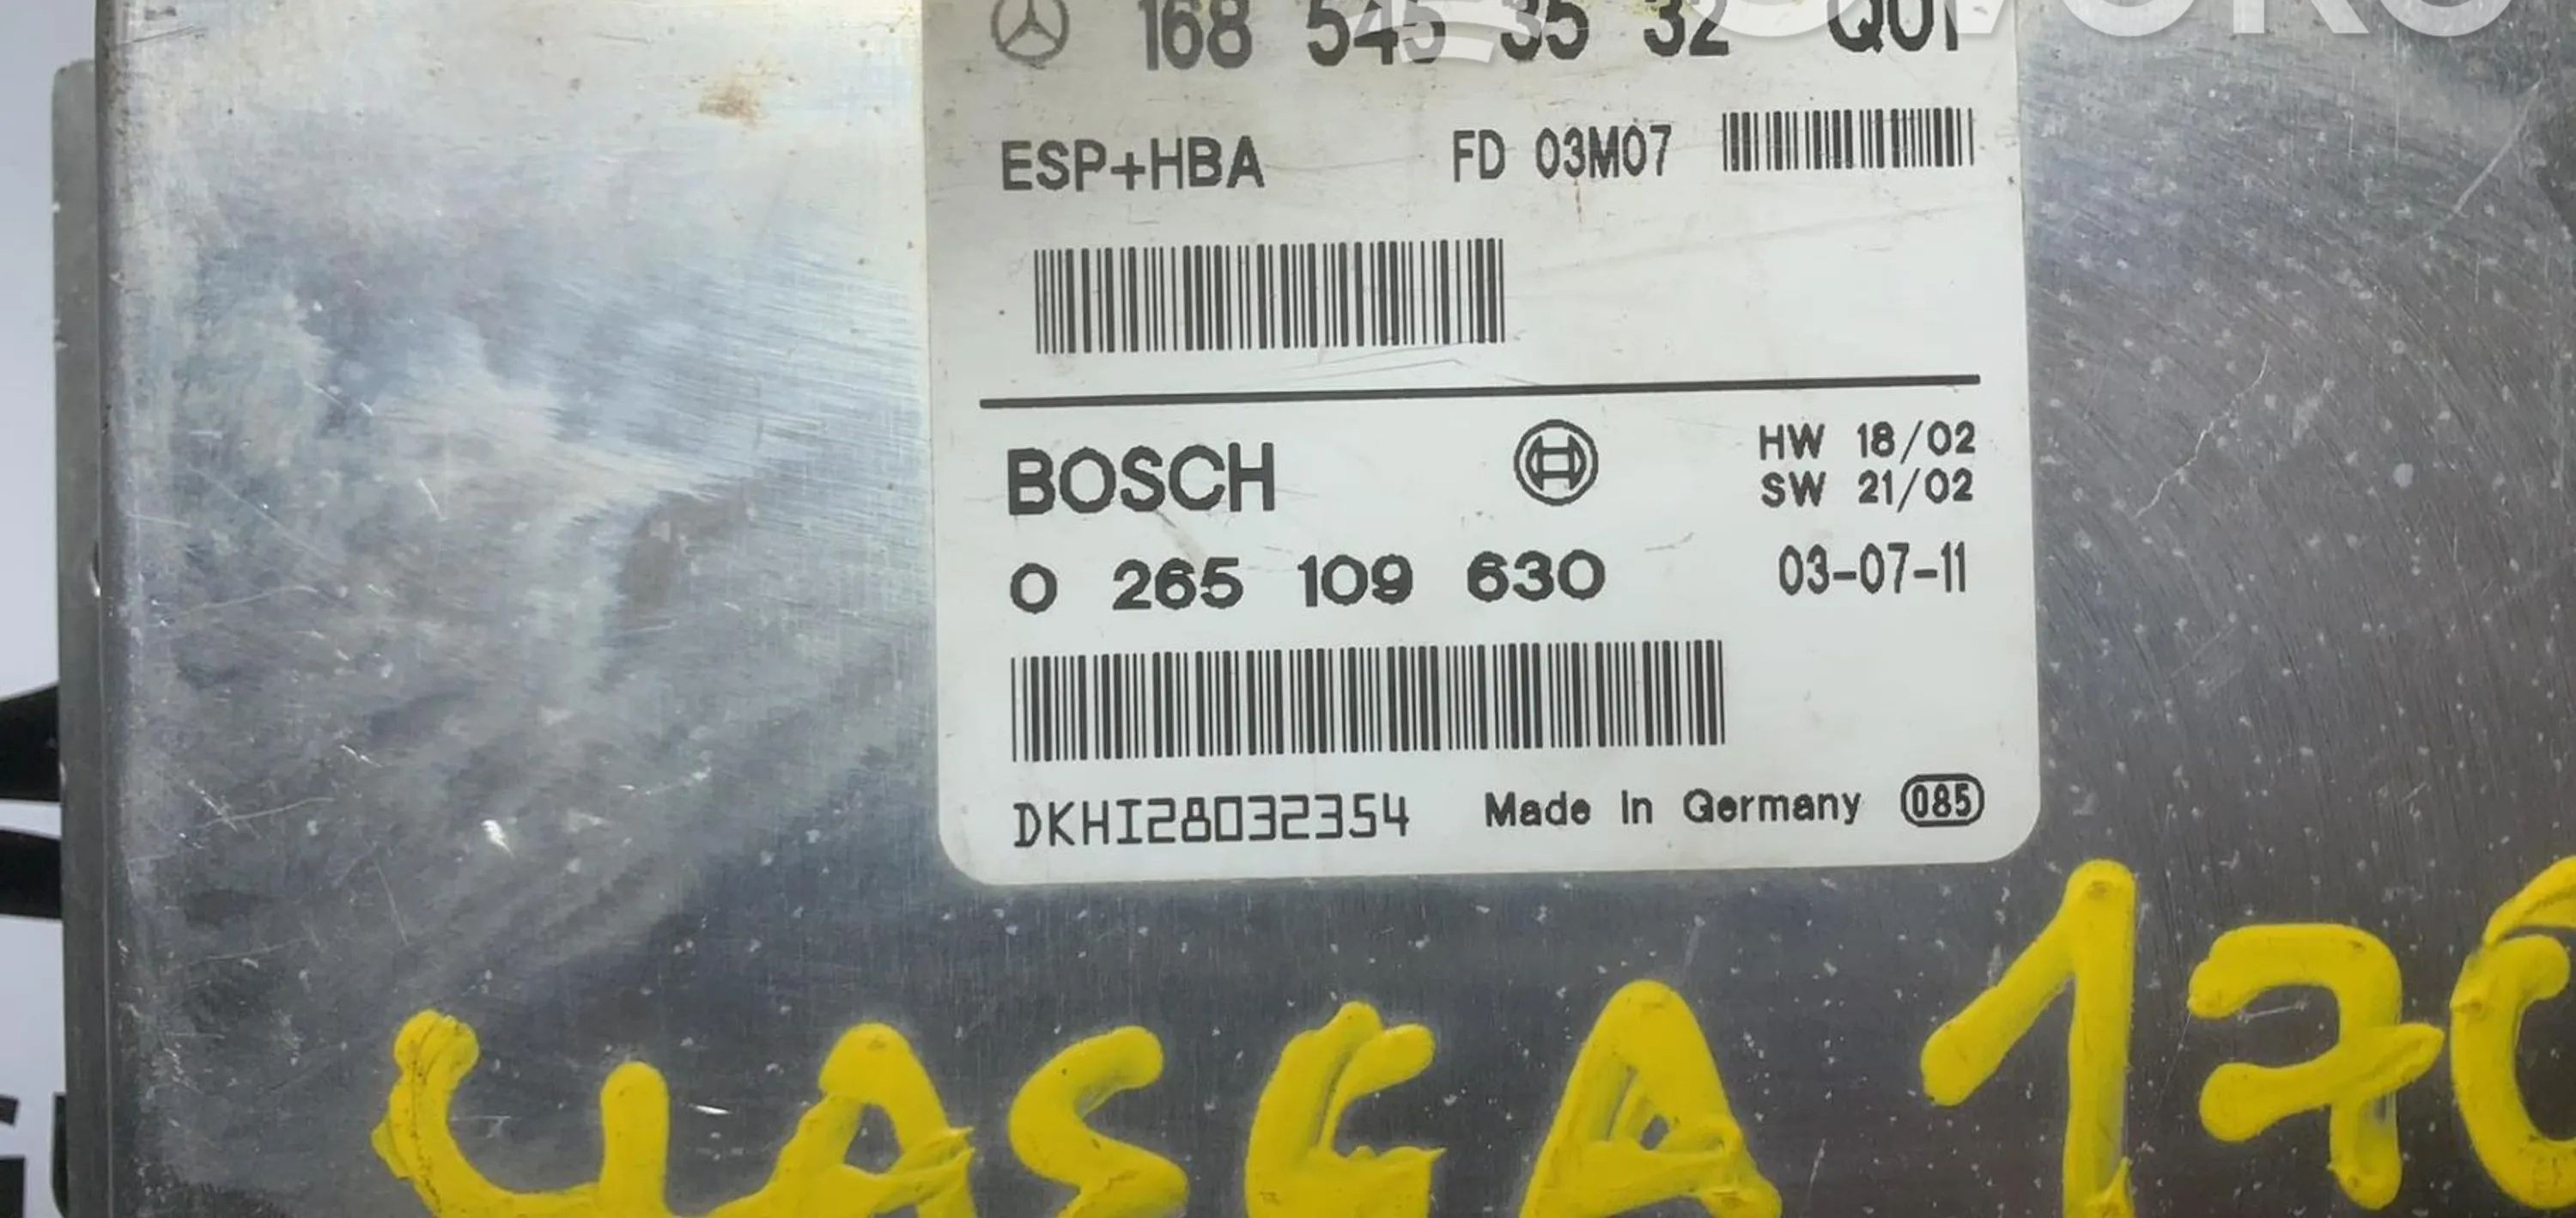 168 545 35 32 Q01
ESP+HBA FD 03M07
BOSCH HW 18/02
SW 21/02
0 265 109 630 03-07-11
DKHI28032354 Made In Germany 085
170